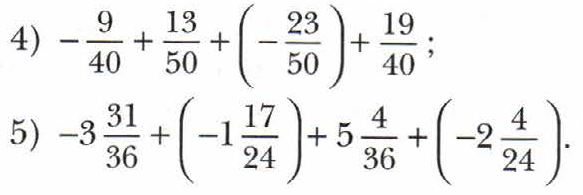 4) −9/40 + 13/50 + (−23/50) + 19/40;
5) −3 31/36 + (−1 17/24) + 5 4/36 + (−2 4/24).